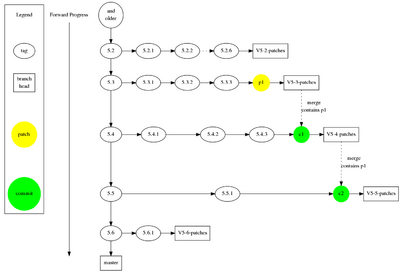 Legend
Forward Progress
and
older
tag
5.2
5.2.1
5.2.2
5.2.6
V5-2-patches
branch
head
5.3
5.3.1
5.3.2
5.3.3
p1
V5-3-patches
merge
contains p1
patch
5.4
5.4.1
5.4.2
5.4.3
c1
V5-4-patches
merge
contains p1
commit
5.5
5.5.1
c2
V5-5-patches
5.6
5.6.1
V5-6-patches
master